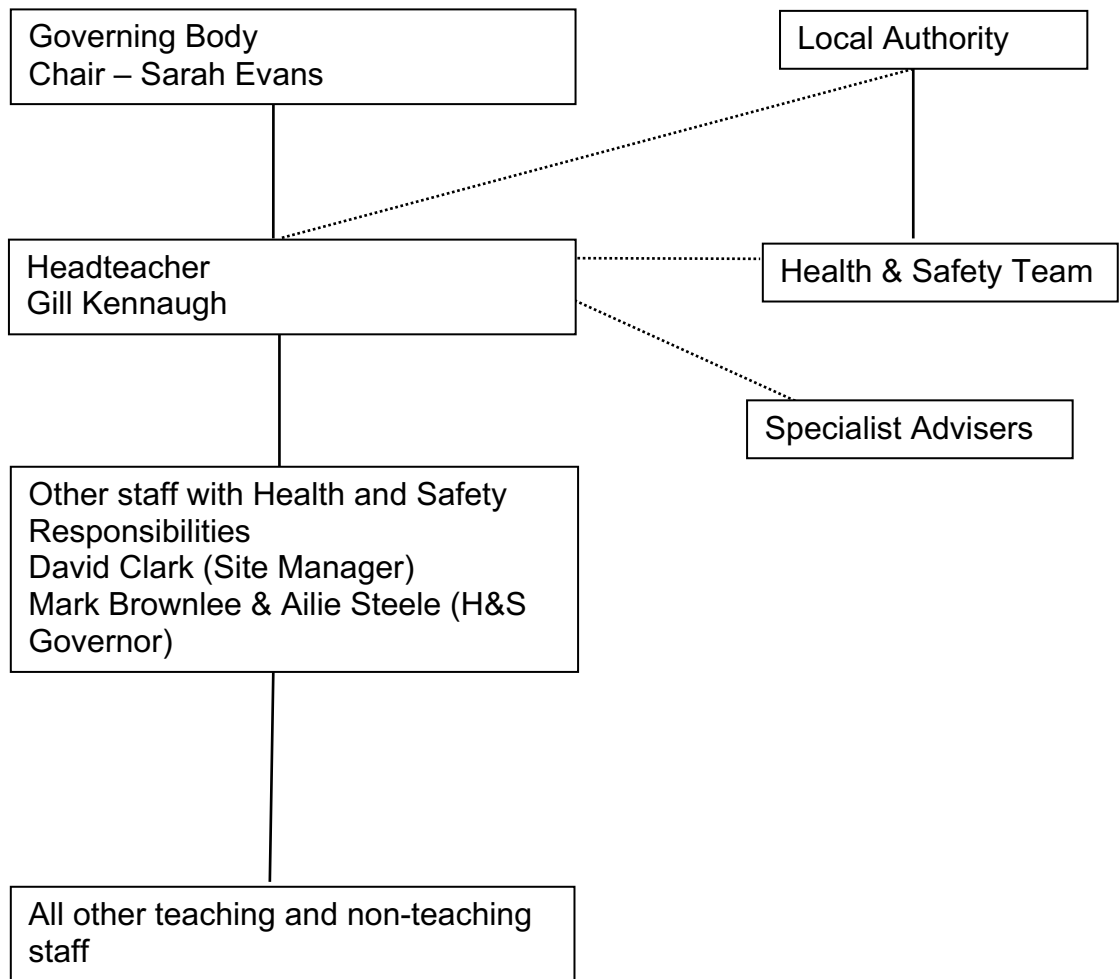 Governing Body
Chair – Sarah Evans
Local Authority
Headteacher
Gill Kennaugh
Health & Safety Team
Specialist Advisers
Other staff with Health and Safety
Responsibilities
David Clark (Site Manager)
Mark Brownlee & Ailie Steele (H&S
Governor)
All other teaching and non-teaching
staff